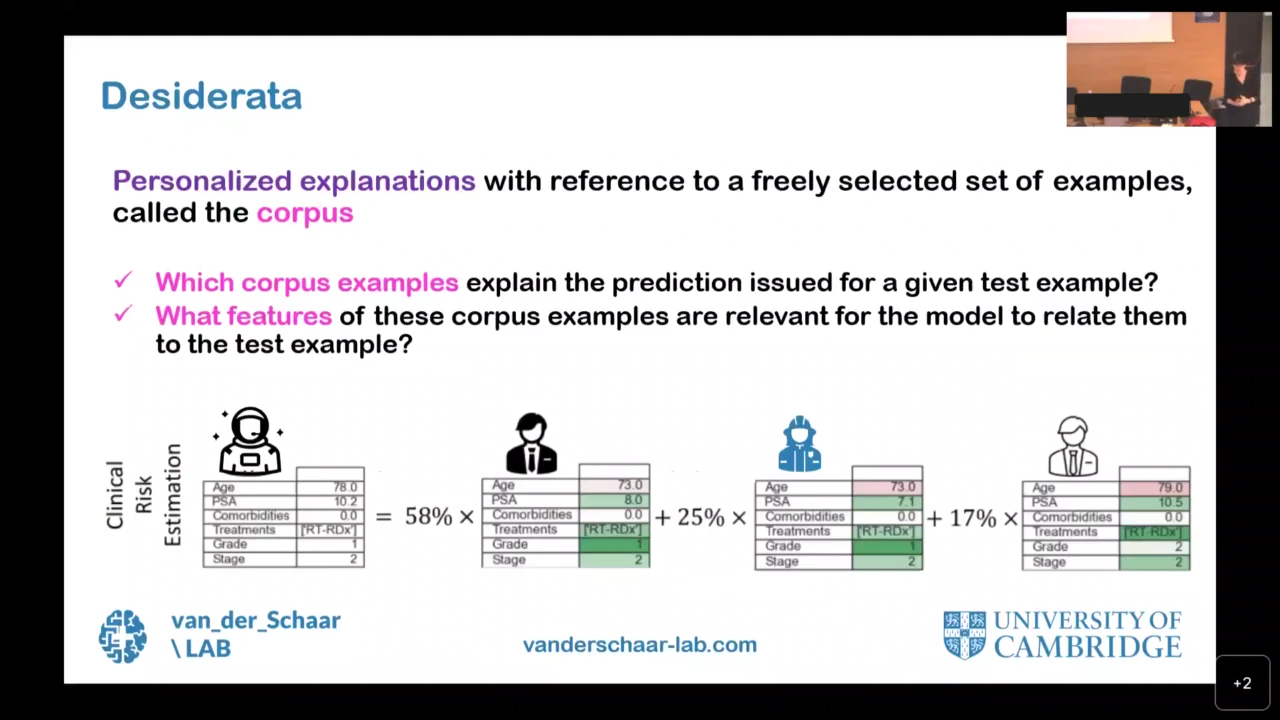 Desiderata
Personalized explanations with reference to a freely selected set of examples,
called the corpus
✓ Which corpus examples explain the prediction issued for a given test example?
✓ What features of these corpus examples are relevant for the model to relate them
to the test example?
Clinical
Risk
Estimation
Age 78.0
PSA 10.2
Comorbidities 0.0
Treatments ['RT-RDx']
Grade 1
Stage 2
= 58% ×
Age 73.0
PSA 8.0
Comorbidities 0.0
Treatments ['RT-RDx']
Grade 1
Stage 2
+ 25% ×
Age 73.0
PSA 7.1
Comorbidities 0.0
Treatments ['RT-RDx']
Grade 1
Stage 2
+ 17% ×
Age 79.0
PSA 10.5
Comorbidities 0.0
Treatments ['RT-RDx']
Grade 2
Stage 2
van_der_Schaar
\ LAB
vanderschaar-lab.com
UNIVERSITY OF
CAMBRIDGE
+2